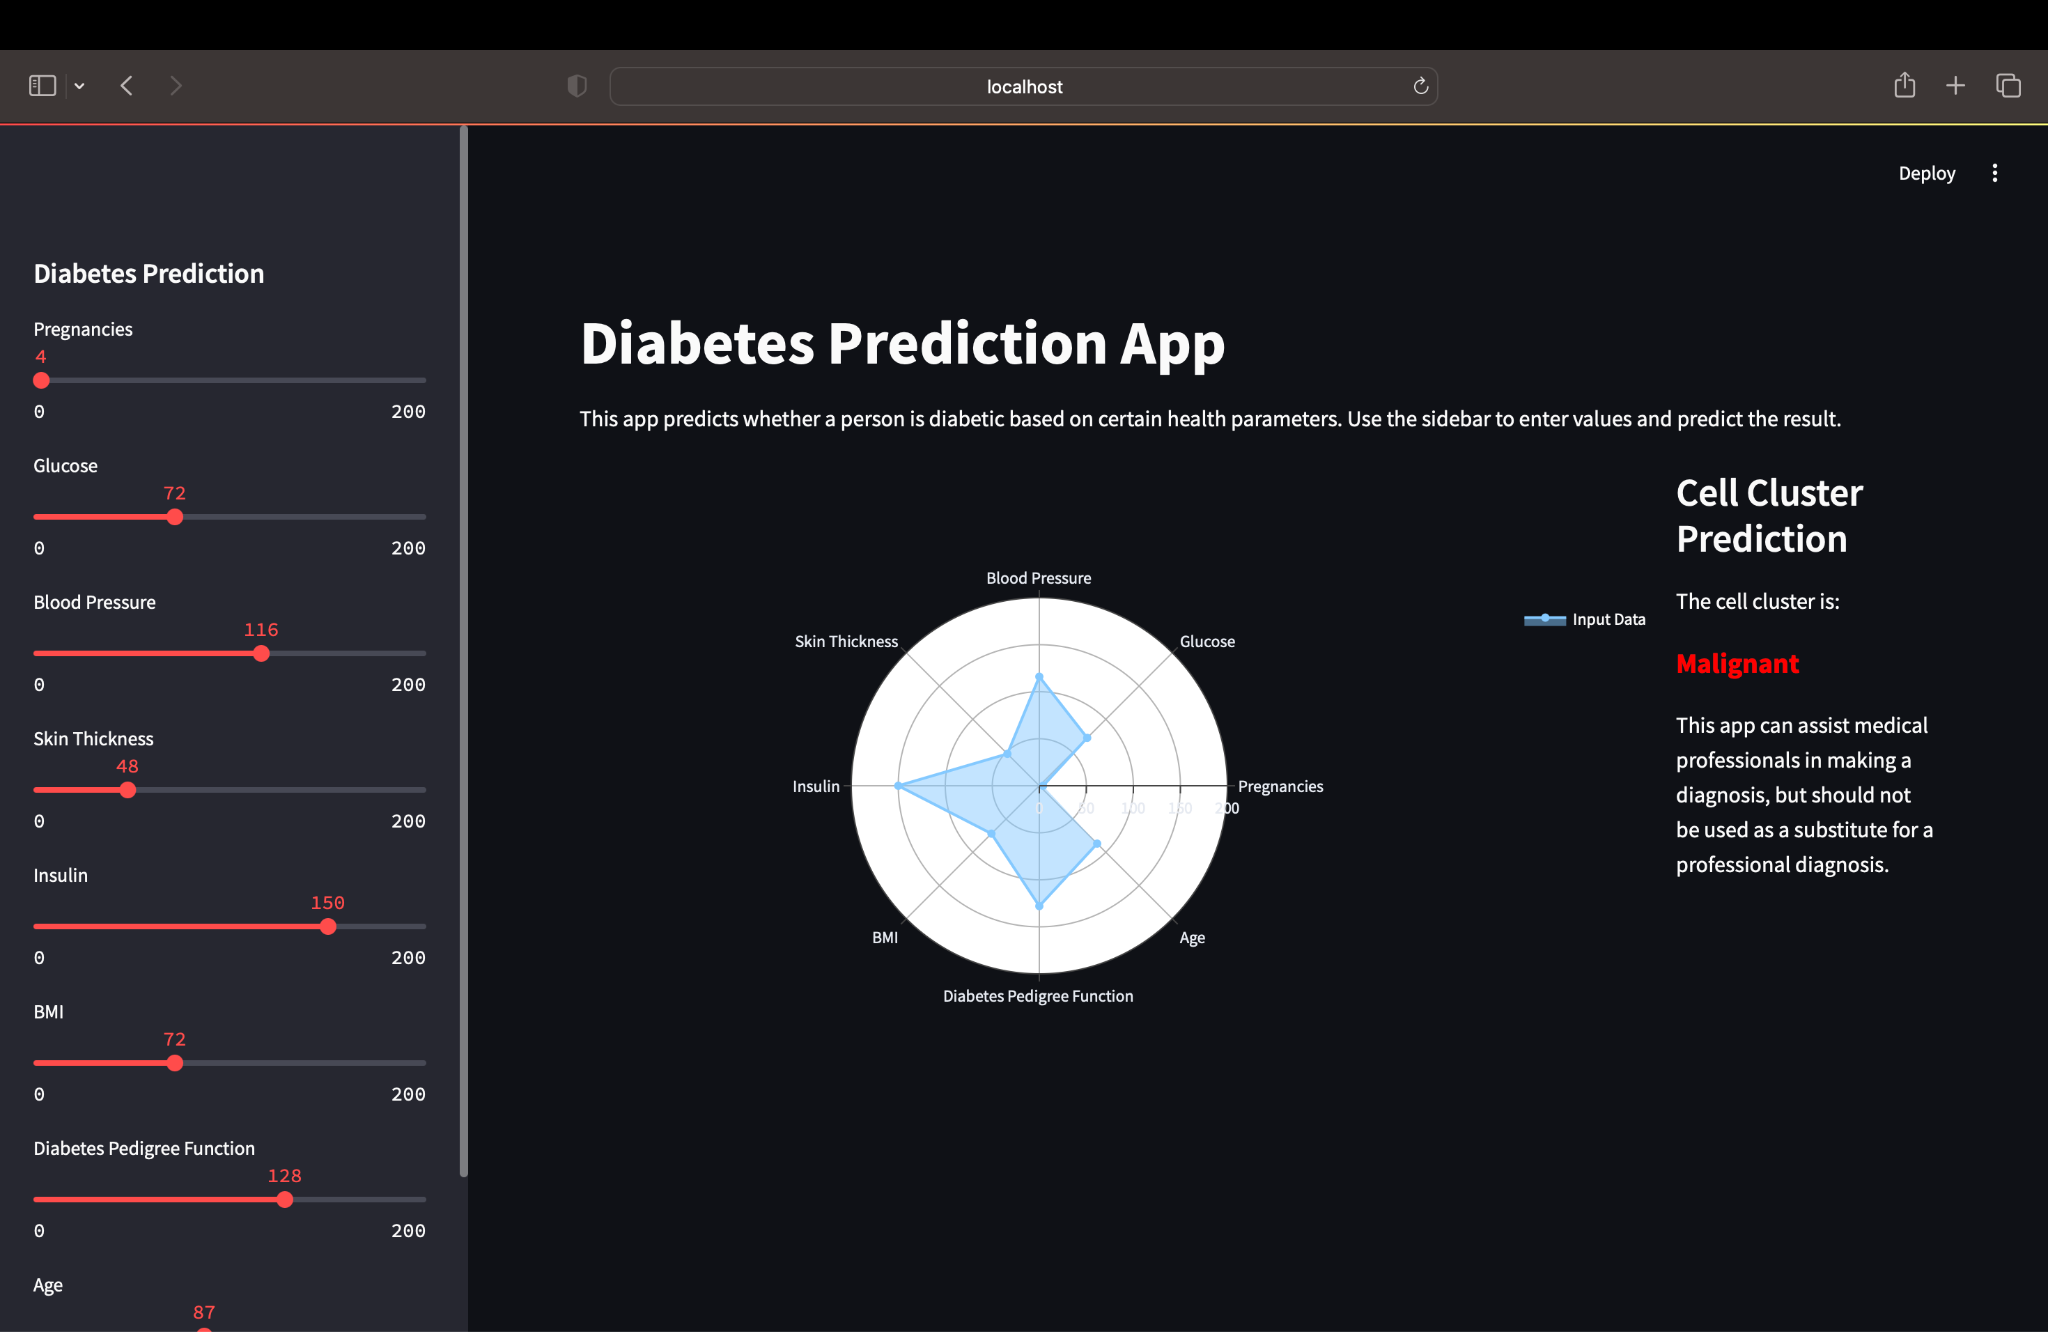 localhost
Deploy
Diabetes Prediction
Pregnancies
4
0 200
Glucose
72
0 200
Blood Pressure
116
0 200
Skin Thickness
48
0 200
Insulin
150
0 200
BMI
72
0 200
Diabetes Pedigree Function
128
0 200
Age
87
Diabetes Prediction App
This app predicts whether a person is diabetic based on certain health parameters. Use the sidebar to enter values and predict the result.
Blood Pressure
Skin Thickness
Glucose
Insulin
Pregnancies
0 50 100 150 200
BMI
Age
Diabetes Pedigree Function
Input Data
Cell Cluster
Prediction
The cell cluster is:
Malignant
This app can assist medical
professionals in making a
diagnosis, but should not
be used as a substitute for a
professional diagnosis.